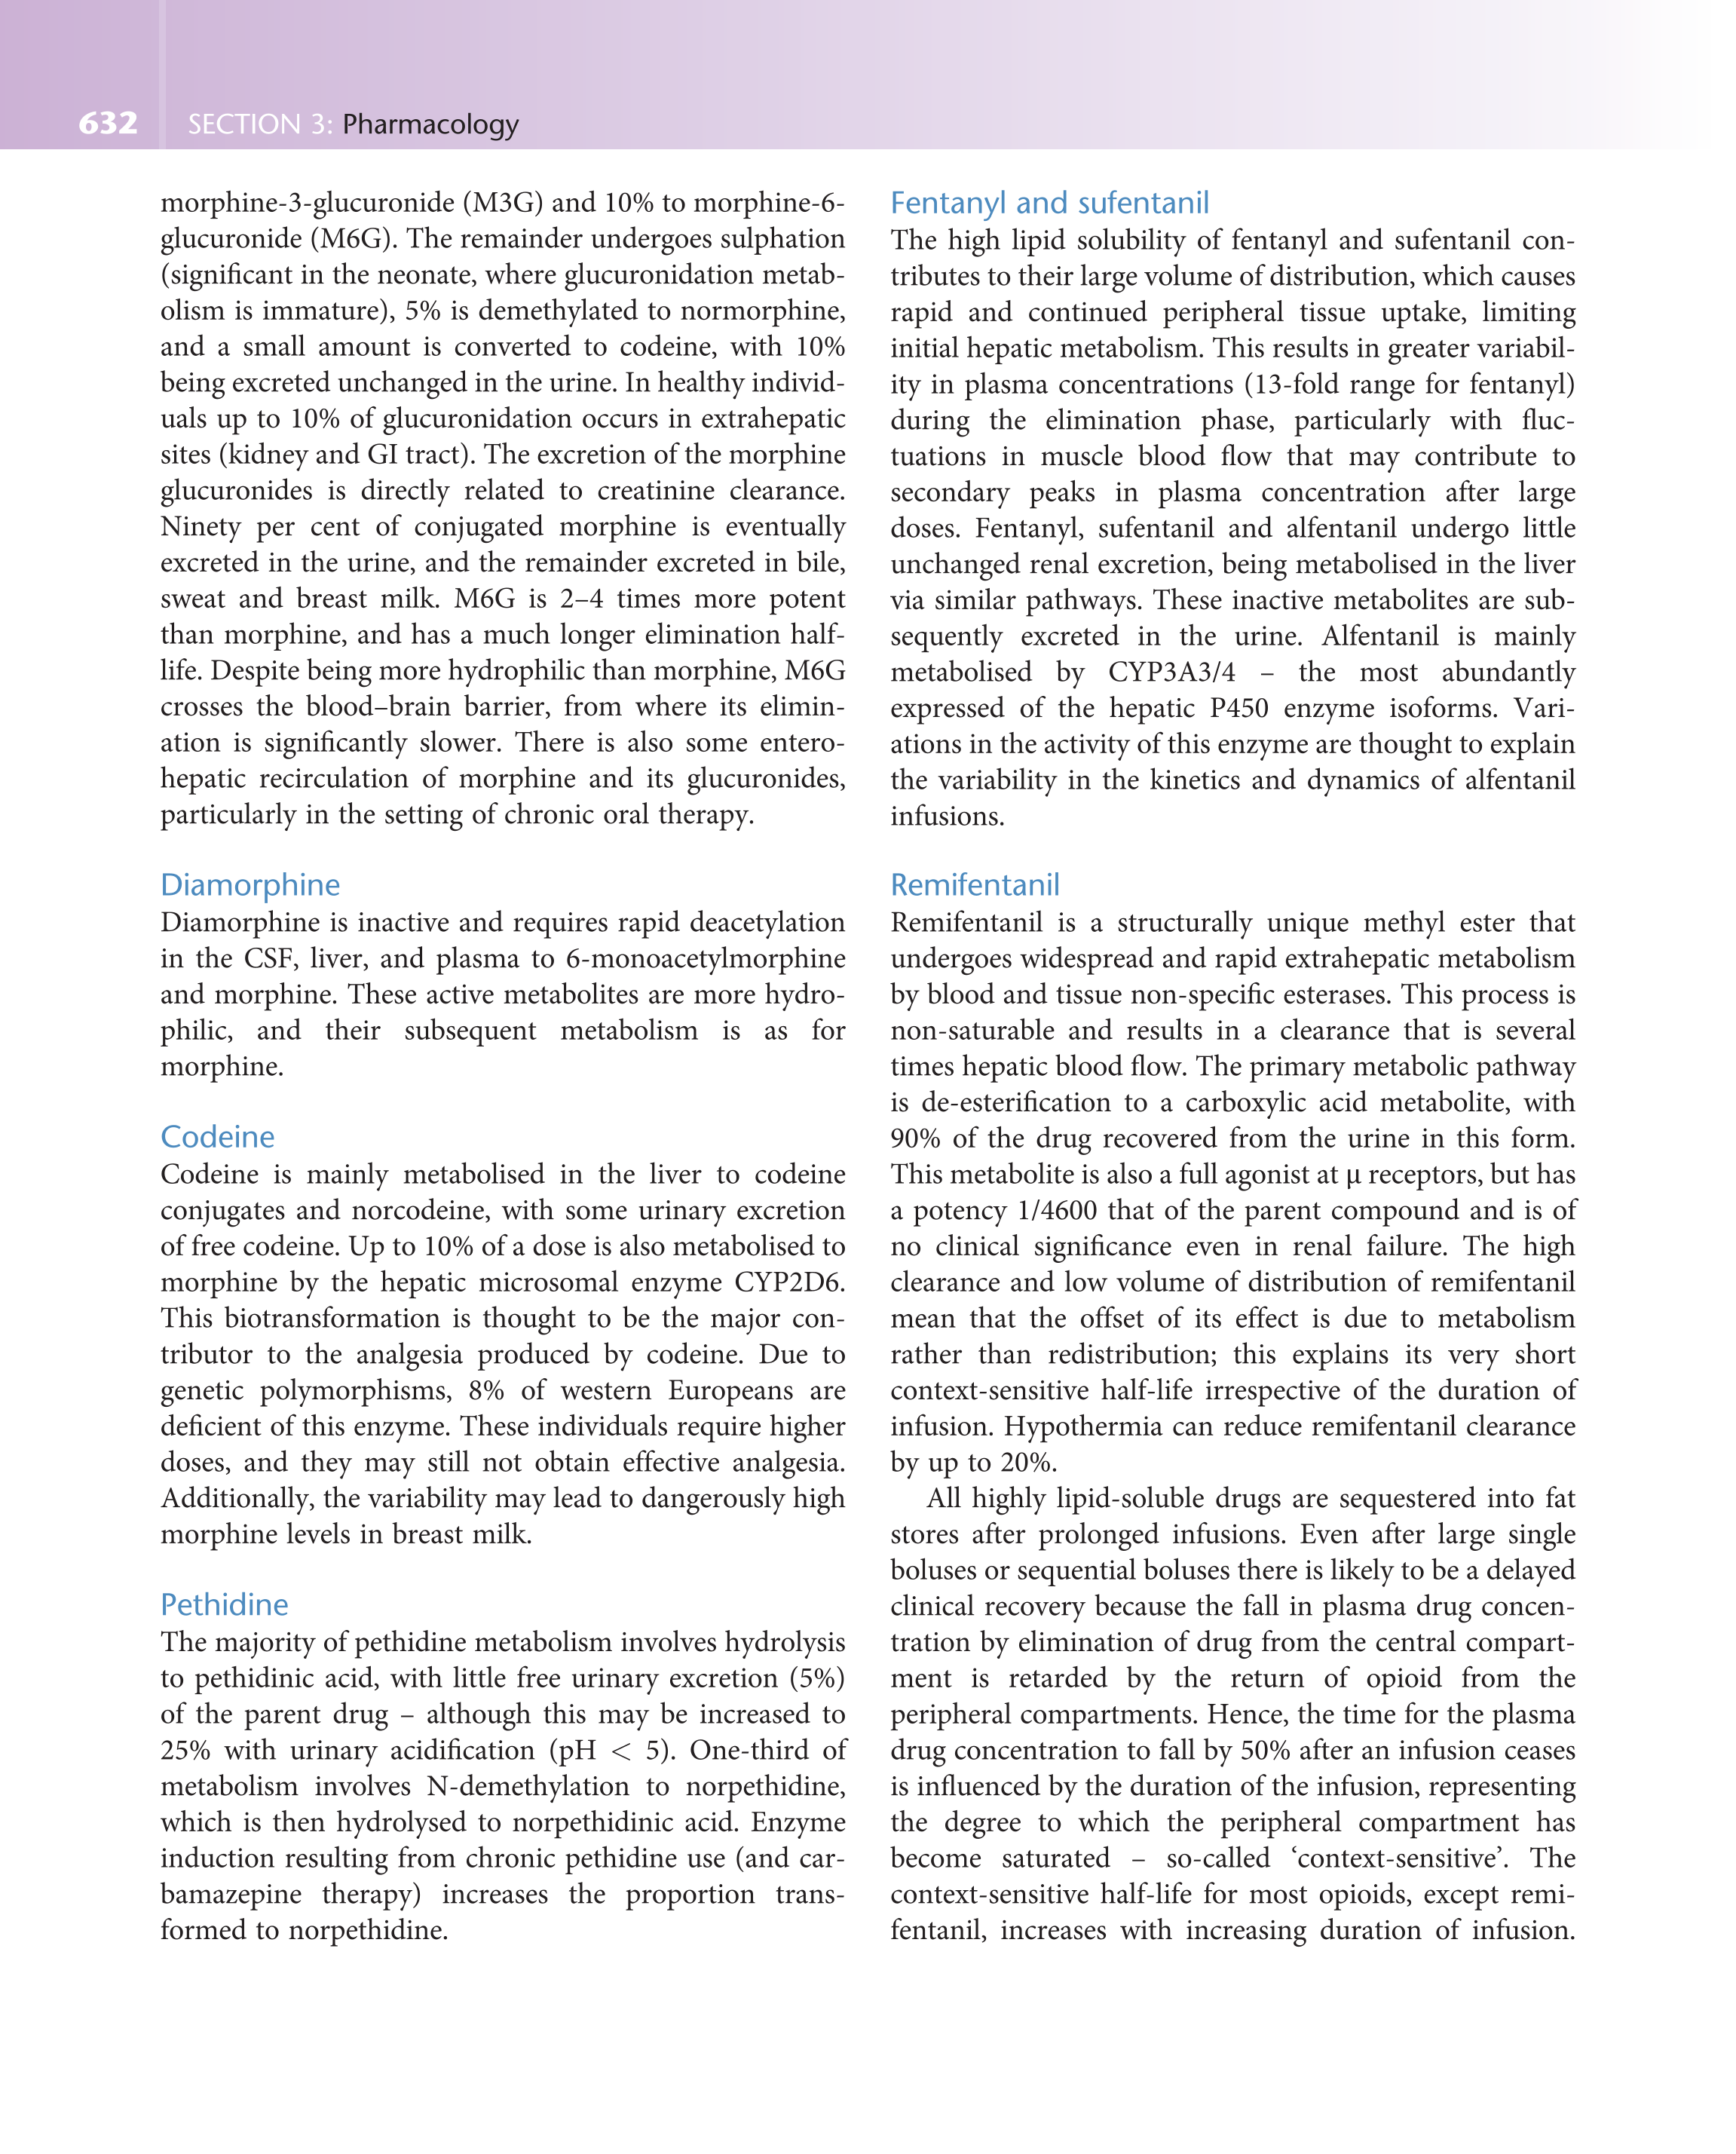 632 SECTION 3: Pharmacology
morphine-3-glucuronide (M3G) and 10% to morphine-6-
glucuronide (M6G). The remainder undergoes sulphation
(significant in the neonate, where glucuronidation metab-
olism is immature), 5% is demethylated to normorphine,
and a small amount is converted to codeine, with 10%
being excreted unchanged in the urine. In healthy individ-
uals up to 10% of glucuronidation occurs in extrahepatic
sites (kidney and GI tract). The excretion of the morphine
glucuronides is directly related to creatinine clearance.
Ninety per cent of conjugated morphine is eventually
excreted in the urine, and the remainder excreted in bile,
sweat and breast milk. M6G is 2–4 times more potent
than morphine, and has a much longer elimination half-
life. Despite being more hydrophilic than morphine, M6G
crosses the blood–brain barrier, from where its elimin-
ation is significantly slower. There is also some entero-
hepatic recirculation of morphine and its glucuronides,
particularly in the setting of chronic oral therapy.
Diamorphine
Diamorphine is inactive and requires rapid deacetylation
in the CSF, liver, and plasma to 6-monoacetylmorphine
and morphine. These active metabolites are more hydro-
philic, and their subsequent metabolism is as for
morphine.
Codeine
Codeine is mainly metabolised in the liver to codeine
conjugates and norcodeine, with some urinary excretion
of free codeine. Up to 10% of a dose is also metabolised to
morphine by the hepatic microsomal enzyme CYP2D6.
This biotransformation is thought to be the major con-
tributor to the analgesia produced by codeine. Due to
genetic polymorphisms, 8% of western Europeans are
deficient of this enzyme. These individuals require higher
doses, and they may still not obtain effective analgesia.
Additionally, the variability may lead to dangerously high
morphine levels in breast milk.
Pethidine
The majority of pethidine metabolism involves hydrolysis
to pethidinic acid, with little free urinary excretion (5%)
of the parent drug – although this may be increased to
25% with urinary acidification (pH < 5). One-third of
metabolism involves N-demethylation to norpethidine,
which is then hydrolysed to norpethidinic acid. Enzyme
induction resulting from chronic pethidine use (and car-
bamazepine therapy) increases the proportion trans-
formed to norpethidine.
Fentanyl and sufentanil
The high lipid solubility of fentanyl and sufentanil con-
tributes to their large volume of distribution, which causes
rapid and continued peripheral tissue uptake, limiting
initial hepatic metabolism. This results in greater variabil-
ity in plasma concentrations (13-fold range for fentanyl)
during the elimination phase, particularly with fluc-
tuations in muscle blood flow that may contribute to
secondary peaks in plasma concentration after large
doses. Fentanyl, sufentanil and alfentanil undergo little
unchanged renal excretion, being metabolised in the liver
via similar pathways. These inactive metabolites are sub-
sequently excreted in the urine. Alfentanil is mainly
metabolised by CYP3A3/4 – the most abundantly
expressed of the hepatic P450 enzyme isoforms. Vari-
ations in the activity of this enzyme are thought to explain
the variability in the kinetics and dynamics of alfentanil
infusions.
Remifentanil
Remifentanil is a structurally unique methyl ester that
undergoes widespread and rapid extrahepatic metabolism
by blood and tissue non-specific esterases. This process is
non-saturable and results in a clearance that is several
times hepatic blood flow. The primary metabolic pathway
is de-esterification to a carboxylic acid metabolite, with
90% of the drug recovered from the urine in this form.
This metabolite is also a full agonist at µ receptors, but has
a potency 1/4600 that of the parent compound and is of
no clinical significance even in renal failure. The high
clearance and low volume of distribution of remifentanil
mean that the offset of its effect is due to metabolism
rather than redistribution; this explains its very short
context-sensitive half-life irrespective of the duration of
infusion. Hypothermia can reduce remifentanil clearance
by up to 20%.
All highly lipid-soluble drugs are sequestered into fat
stores after prolonged infusions. Even after large single
boluses or sequential boluses there is likely to be a delayed
clinical recovery because the fall in plasma drug concen-
tration by elimination of drug from the central compart-
ment is retarded by the return of opioid from the
peripheral compartments. Hence, the time for the plasma
drug concentration to fall by 50% after an infusion ceases
is influenced by the duration of the infusion, representing
the degree to which the peripheral compartment has
become saturated – so-called ‘context-sensitive’. The
context-sensitive half-life for most opioids, except remi-
fentanil, increases with increasing duration of infusion.